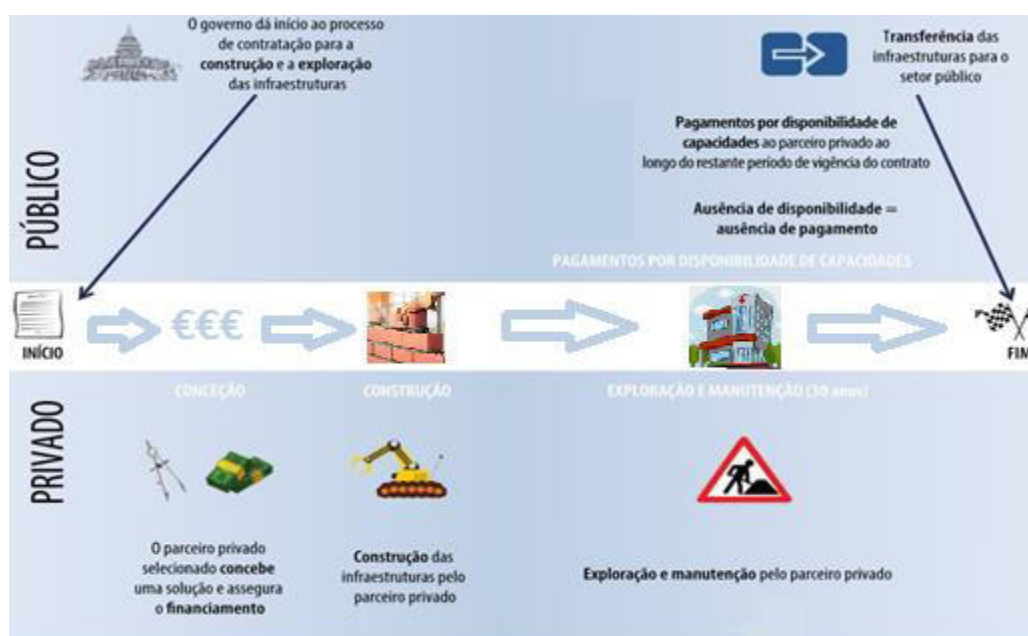 O governo dá início ao processo
de contratação para a
construção e a exploração
das infraestruturas
Transferência das
infraestruturas para o
setor público
Pagamentos por disponibilidade de
capacidades ao parceiro privado ao
longo do restante período de vigência do contrato
Ausência de disponibilidade =
ausência de pagamento
PÚBLICO
PAGAMENTOS POR DISPONIBILIDADE DE CAPACIDADES
INÍCIO
€€€
FIM
CONCEÇÃO
CONSTRUÇÃO
EXPLORAÇÃO E MANUTENÇÃO (30 anos)
PRIVADO
O parceiro privado
selecionado concebe
uma solução e assegura
o financiamento
Construção das
infraestruturas pelo
parceiro privado
Exploração e manutenção pelo parceiro privado